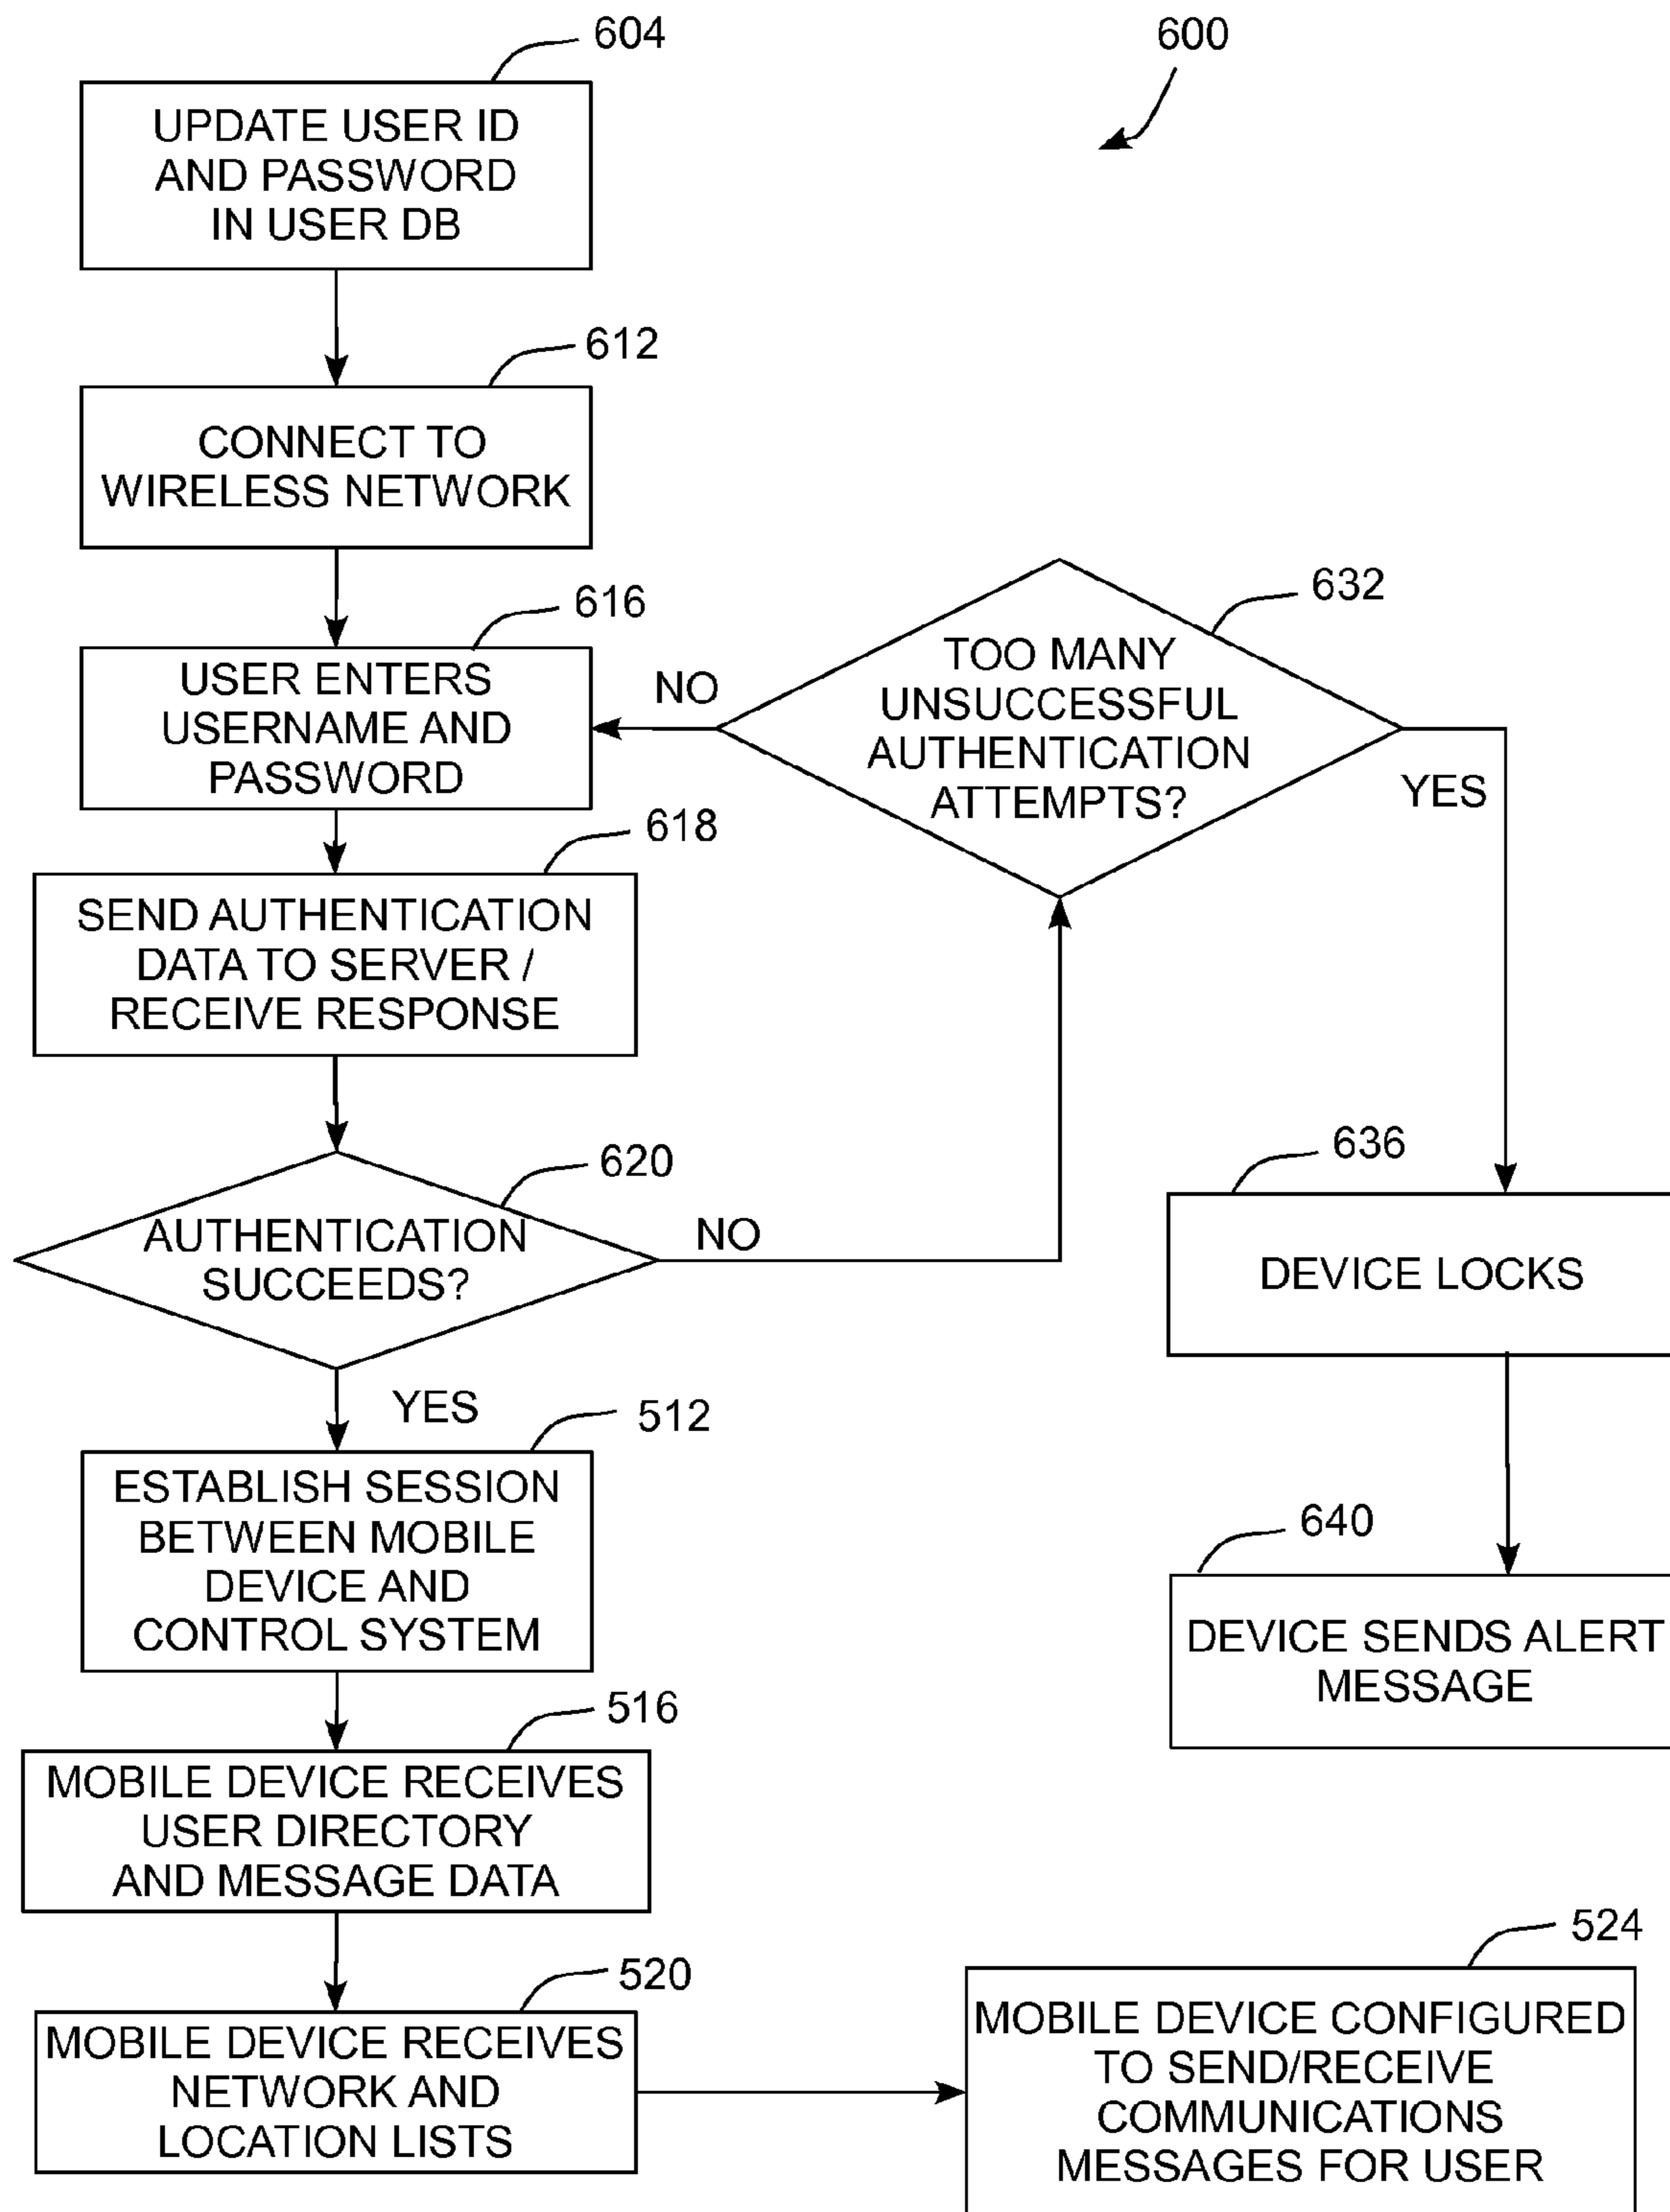 604
600
UPDATE USER ID
AND PASSWORD
IN USER DB
612
CONNECT TO
WIRELESS NETWORK
616
USER ENTERS
USERNAME AND
PASSWORD
NO
632
TOO MANY
UNSUCCESSFUL
AUTHENTICATION
ATTEMPTS?
YES
618
SEND AUTHENTICATION
DATA TO SERVER /
RECEIVE RESPONSE
620
AUTHENTICATION
SUCCEEDS?
NO
636
DEVICE LOCKS
YES
512
ESTABLISH SESSION
BETWEEN MOBILE
DEVICE AND
CONTROL SYSTEM
640
DEVICE SENDS ALERT
MESSAGE
516
MOBILE DEVICE RECEIVES
USER DIRECTORY
AND MESSAGE DATA
520
MOBILE DEVICE RECEIVES
NETWORK AND
LOCATION LISTS
524
MOBILE DEVICE CONFIGURED
TO SEND/RECEIVE
COMMUNICATIONS
MESSAGES FOR USER